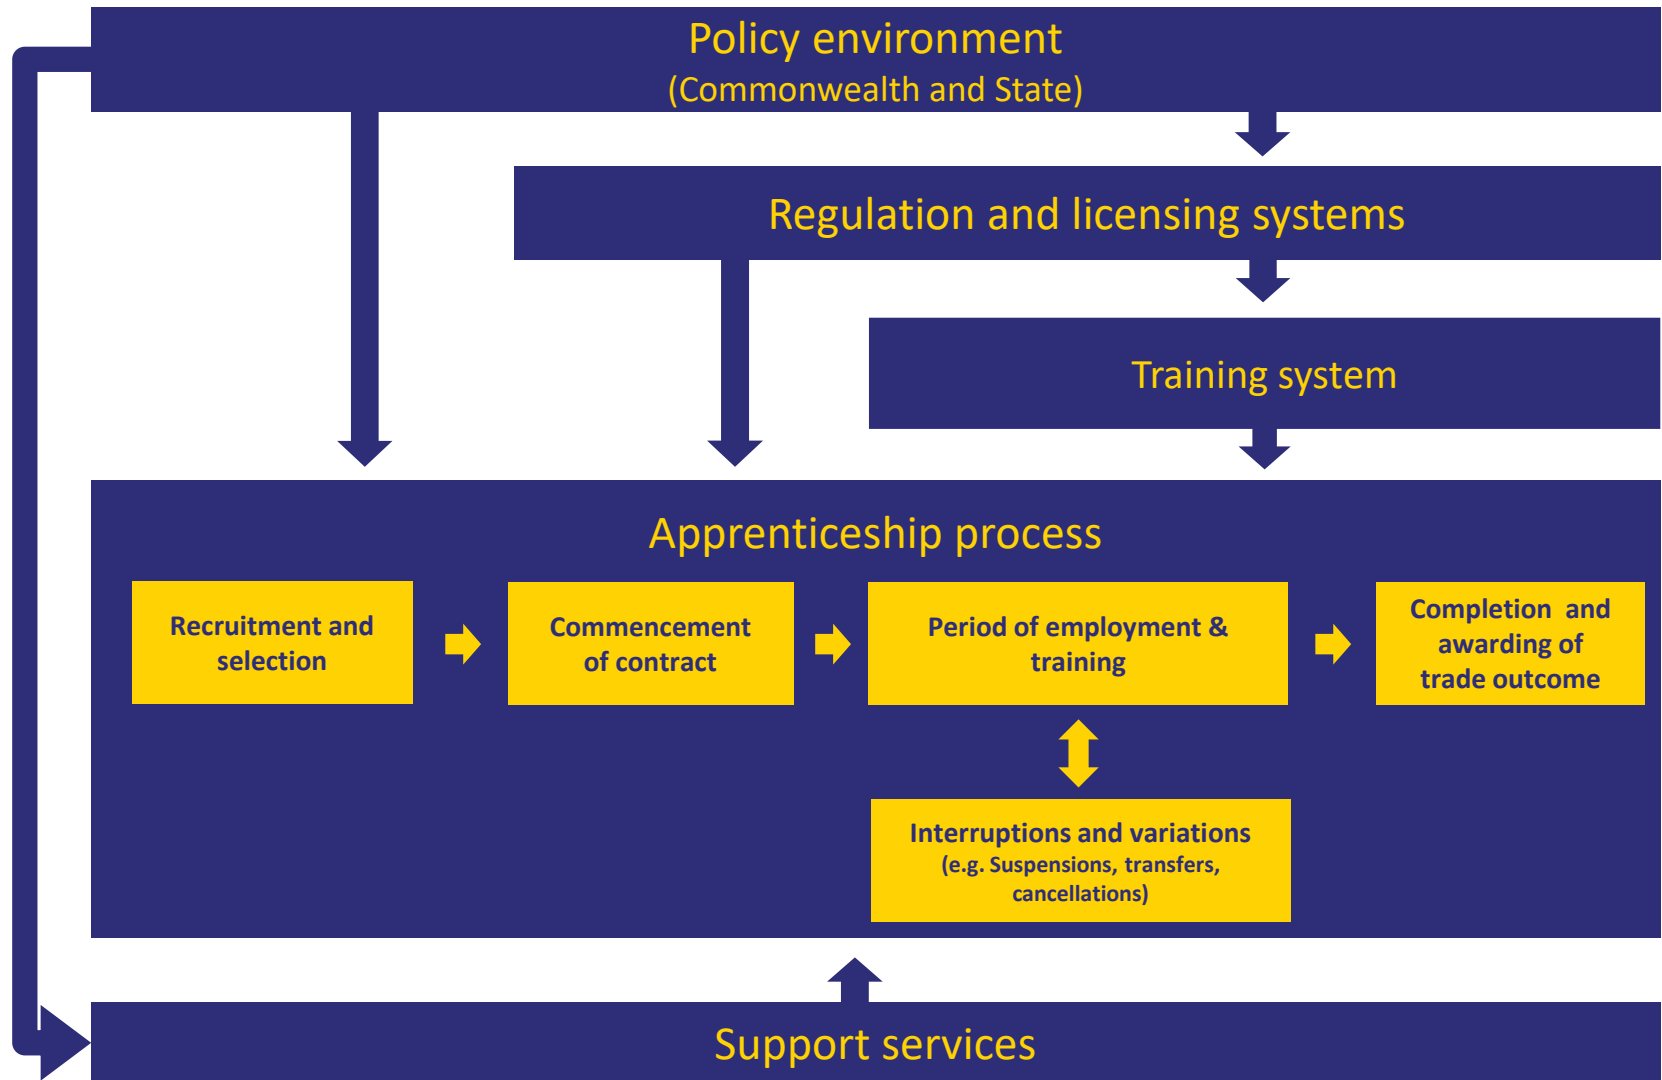 Policy environment
(Commonwealth and State)
Regulation and licensing systems
Training system
Apprenticeship process
Recruitment and
selection
Commencement
of contract
Period of employment &
training
Completion  and
awarding of
trade outcome
Interruptions and variations
(e.g. Suspensions, transfers,
cancellations)
Support services